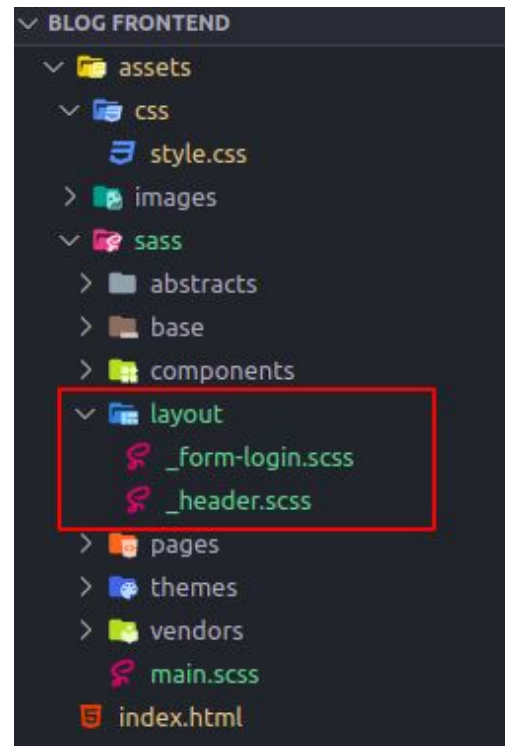 BLOG FRONTEND
assets
css
style.css
images
sass
abstracts
base
components
layout
_form-login.scss
_header.scss
pages
themes
vendors
main.scss
index.html